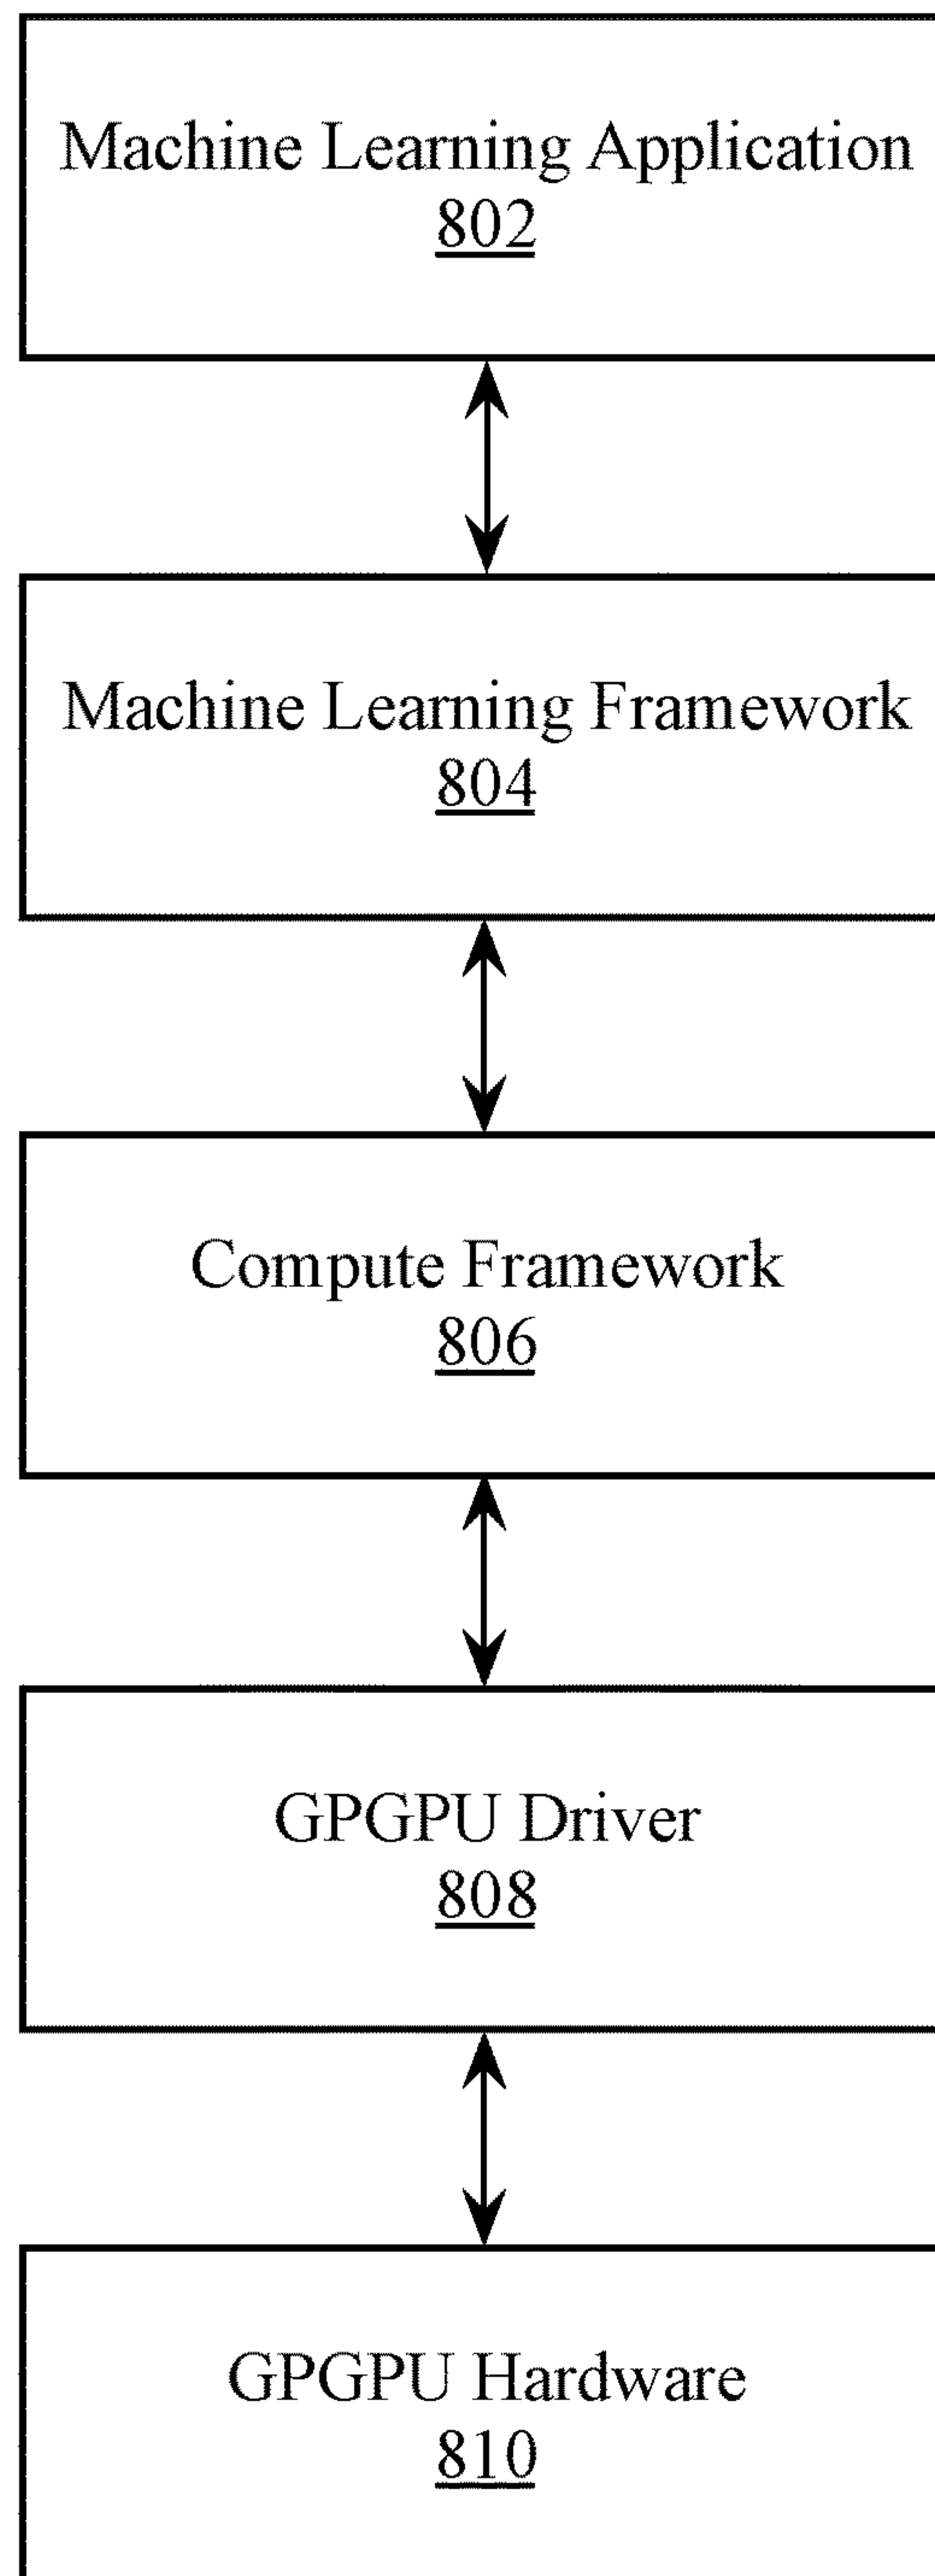 Machine Learning Application
802
Machine Learning Framework
804
Compute Framework
806
GPGPU Driver
808
GPGPU Hardware
810